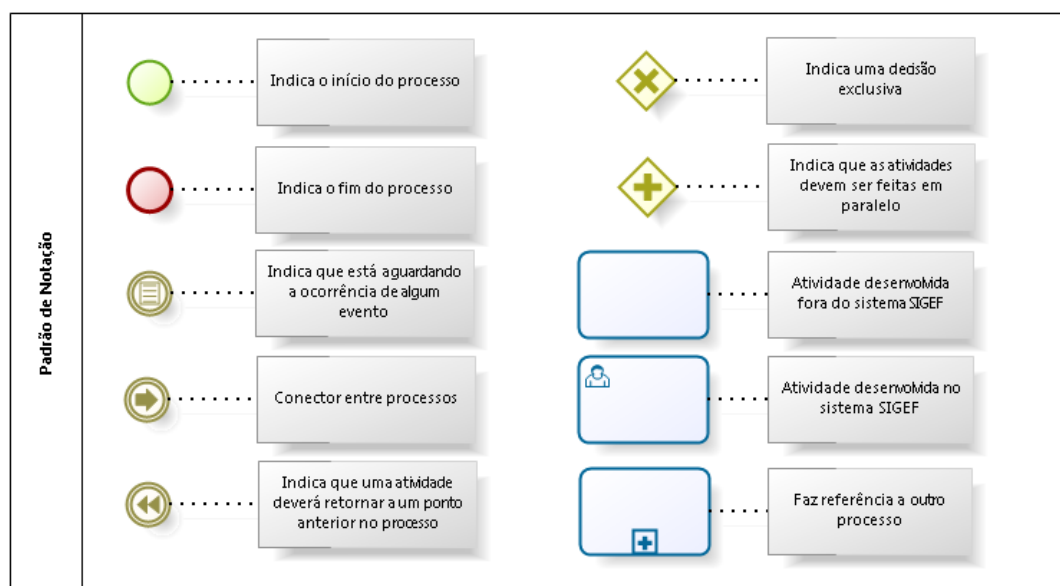 Padrão de Notação
Indica o início do processo
Indica o fim do processo
Indica que está aguardando
a ocorrência de algum
evento
Conector entre processos
Indica que uma atividade
deverá retornar a um ponto
anterior no processo
Indica uma decisão
exclusiva
Indica que as atividades
devem ser feitas em
paralelo
Atividade desenvolvida
fora do sistema SIGEF
Atividade desenvolvida no
sistema SIGEF
Faz referência a outro
processo